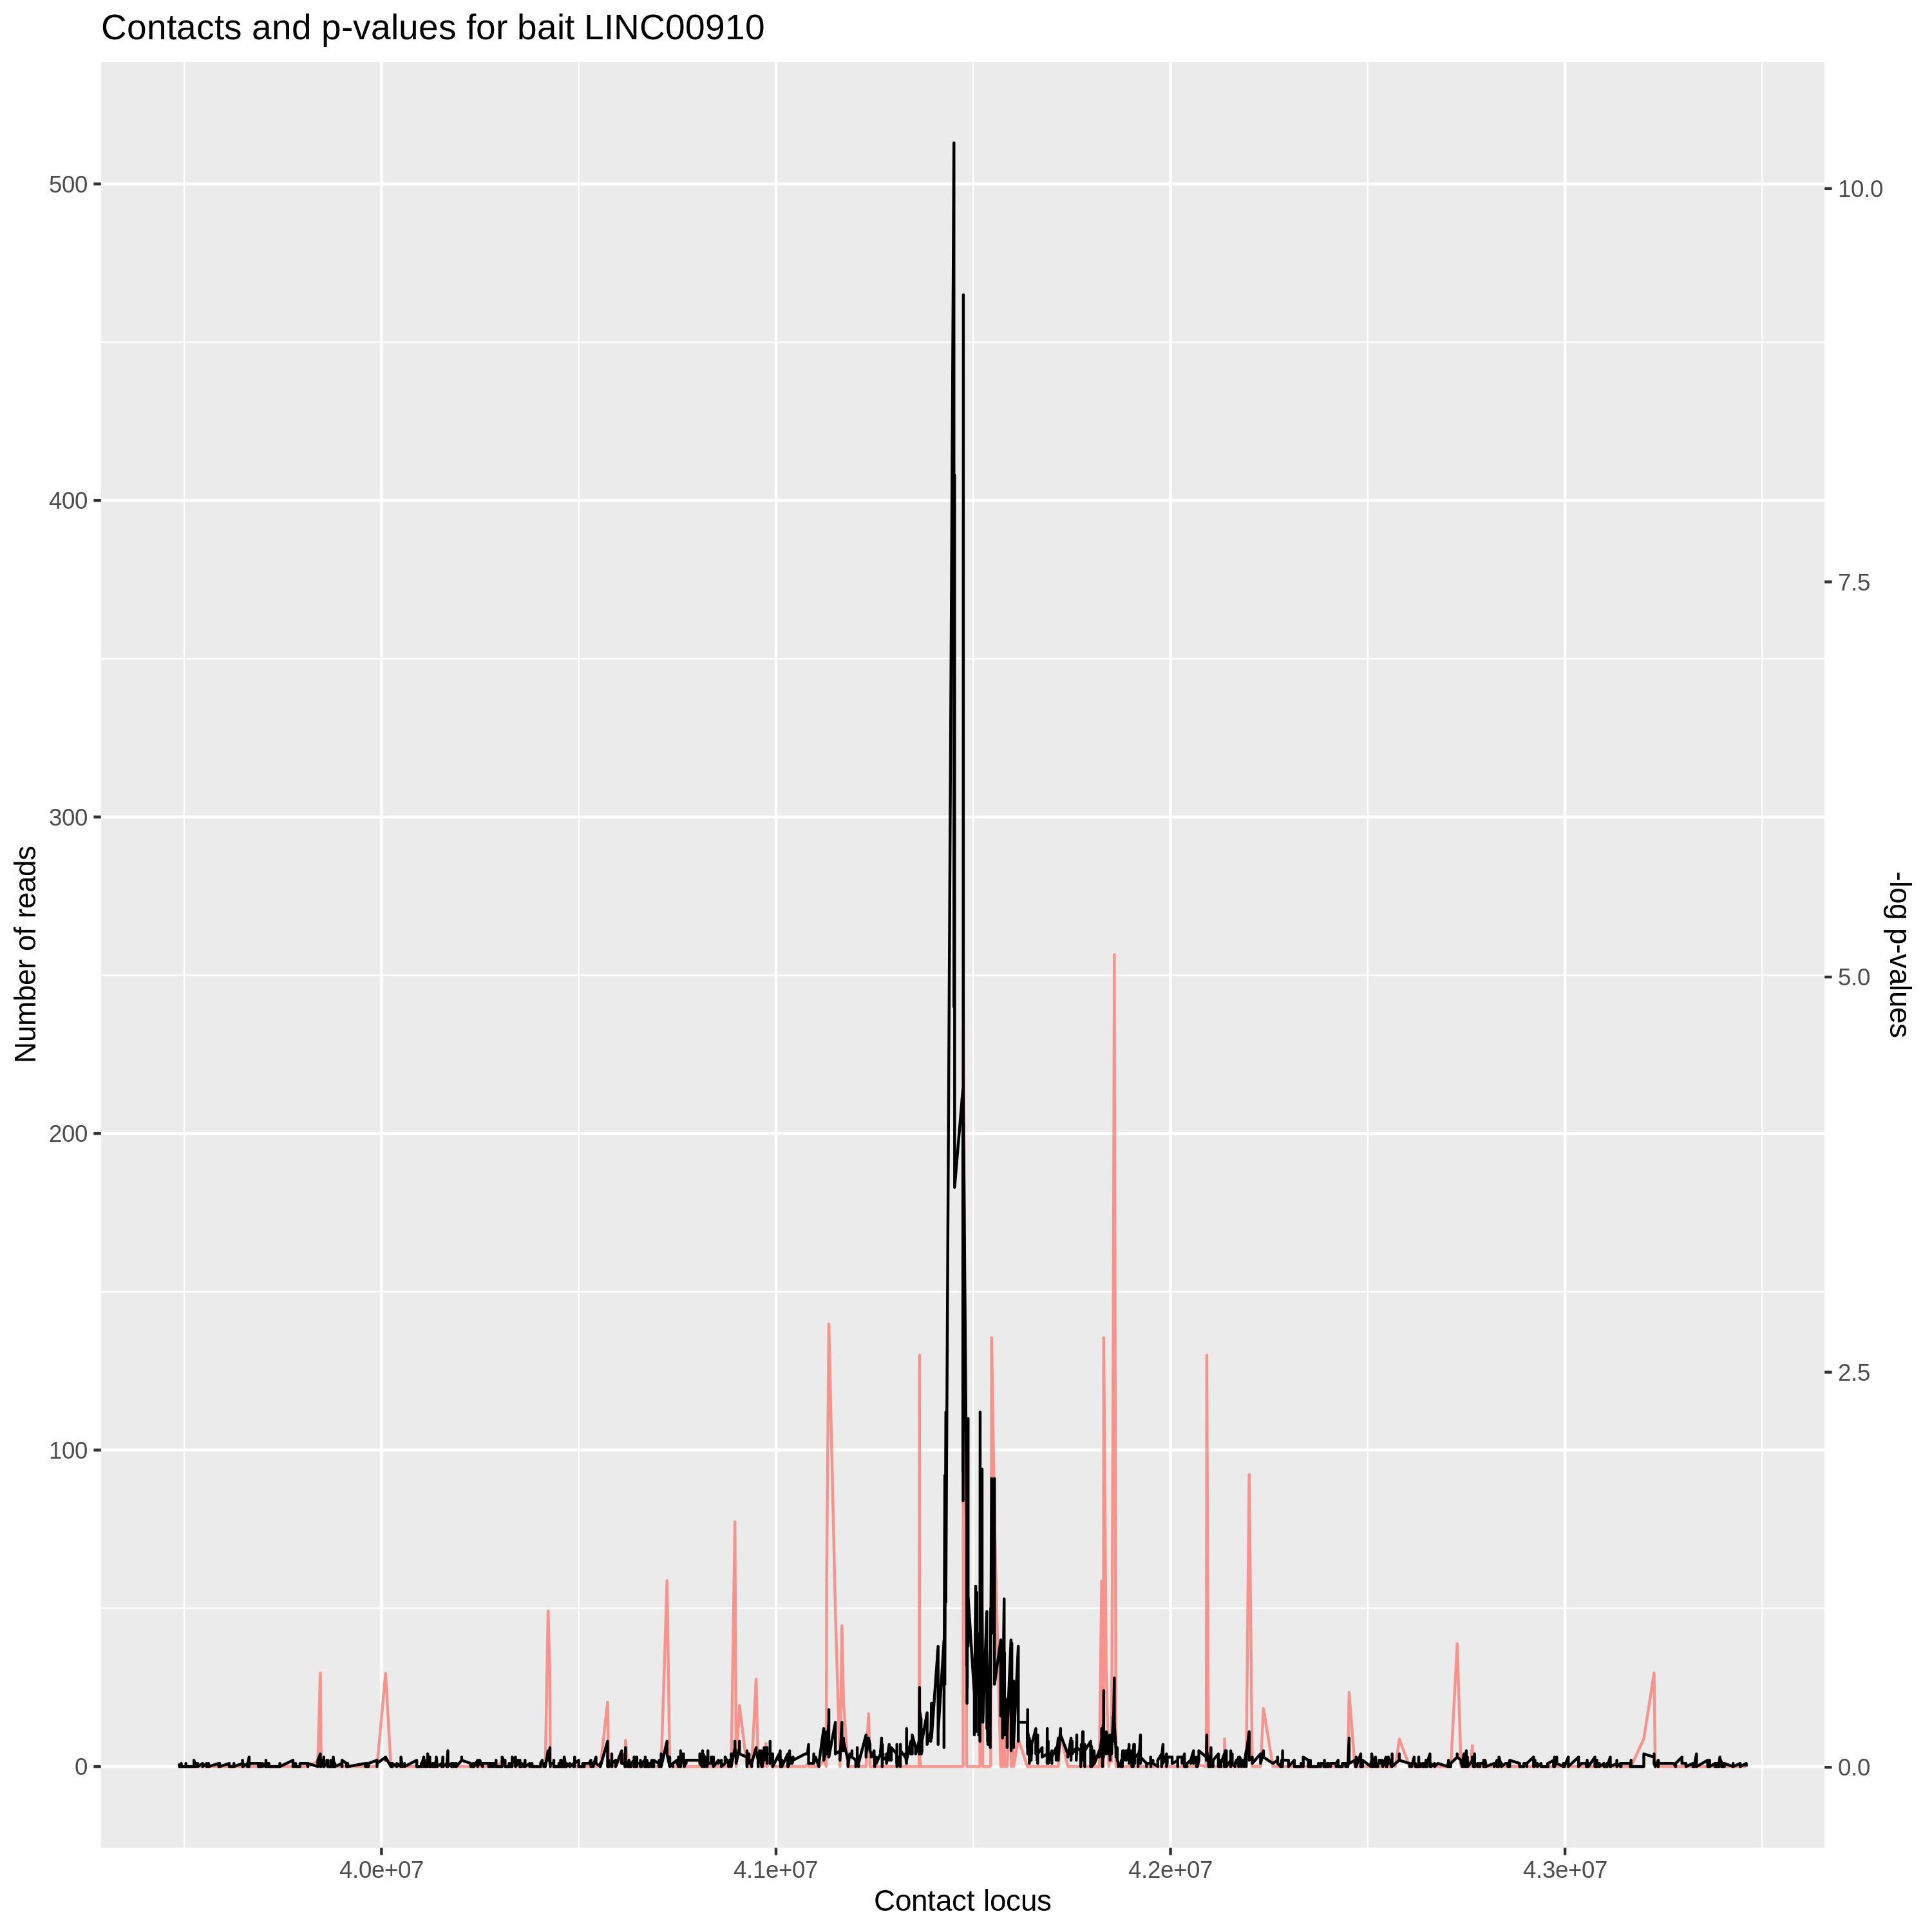 Contacts and p-values for bait LINC00910
500
400
300
200
100
0
Number of reads
10.0
7.5
5.0
2.5
0.0
-log p-values
4.0e+07
4.1e+07
4.2e+07
4.3e+07
Contact locus